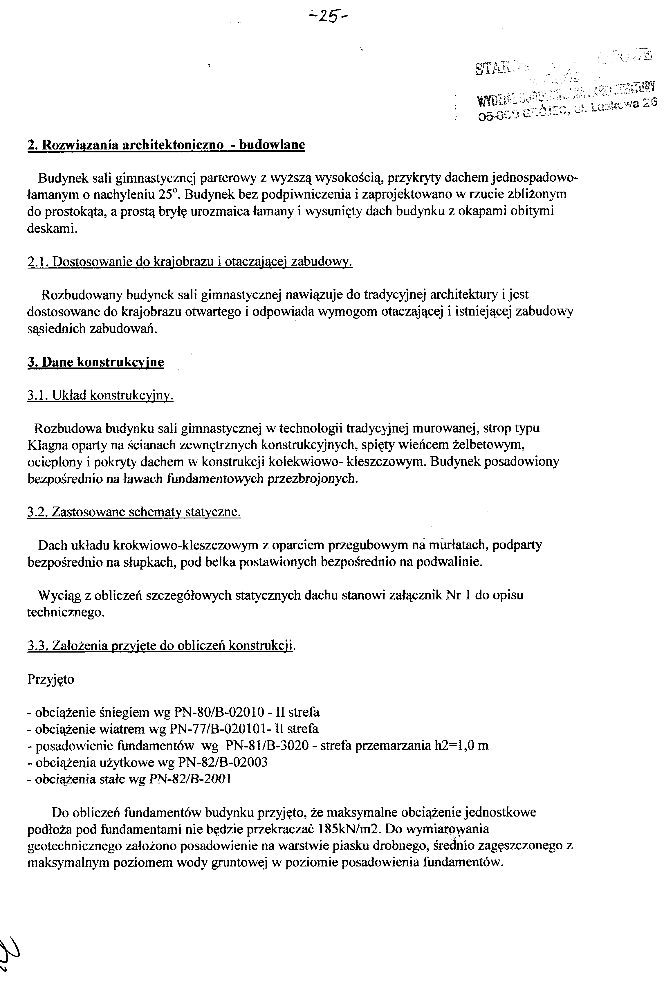 -25-
WYDZIAŁ BUDOWNICTWA i ARCHITEKTURY
05-600 GRÓJEC, ul. Laskowa 26
2. Rozwiązania architektoniczno - budowlane
Budynek sali gimnastycznej parterowy z wyższą wysokością, przykryty dachem jednospadowo-
łamanym o nachyleniu 25°. Budynek bez podpiwniczenia i zaprojektowano w rzucie zbliżonym
do prostokąta, a prostą bryłę urozmaica łamany i wysunięty dach budynku z okapami obitymi
deskami.
2.1. Dostosowanie do krajobrazu i otaczającej zabudowy.
Rozbudowany budynek sali gimnastycznej nawiązuje do tradycyjnej architektury i jest
dostosowane do krajobrazu otwartego i odpowiada wymogom otaczającej i istniejącej zabudowy
sąsiednich zabudowań.
3. Dane konstrukcyjne
3.1. Układ konstrukcyjny.
Rozbudowa budynku sali gimnastycznej w technologii tradycyjnej murowanej, strop typu
Klagna oparty na ścianach zewnętrznych konstrukcyjnych, spięty wieńcem żelbetowym,
ocieplony i pokryty dachem w konstrukcji kolekwiowo- kleszczowym. Budynek posadowiony
bezpośrednio na ławach fundamentowych przezbrojonych.
3.2. Zastosowane schematy statyczne.
Dach układu krokwiowo-kleszczowym z oparciem przegubowym na murłatach, podparty
bezpośrednio na słupkach, pod belka postawionych bezpośrednio na podwalinie.
Wyciąg z obliczeń szczegółowych statycznych dachu stanowi załącznik Nr 1 do opisu
technicznego.
3.3. Założenia przyjęte do obliczeń konstrukcji.
Przyjęto
- obciążenie śniegiem wg PN-80/B-02010 - II strefa
- obciążenie wiatrem wg PN-77/B-020101- II strefa
- posadowienie fundamentów wg PN-81/B-3020 - strefa przemarzania h2=1,0 m
- obciążenia użytkowe wg PN-82/B-02003
- obciążenia stałe wg PN-82/B-2001
Do obliczeń fundamentów budynku przyjęto, że maksymalne obciążenie jednostkowe
podłoża pod fundamentami nie będzie przekraczać 185kN/m2. Do wymiarowania
geotechnicznego założono posadowienie na warstwie piasku drobnego, średnio zagęszczonego z
maksymalnym poziomem wody gruntowej w poziomie posadowienia fundamentów.